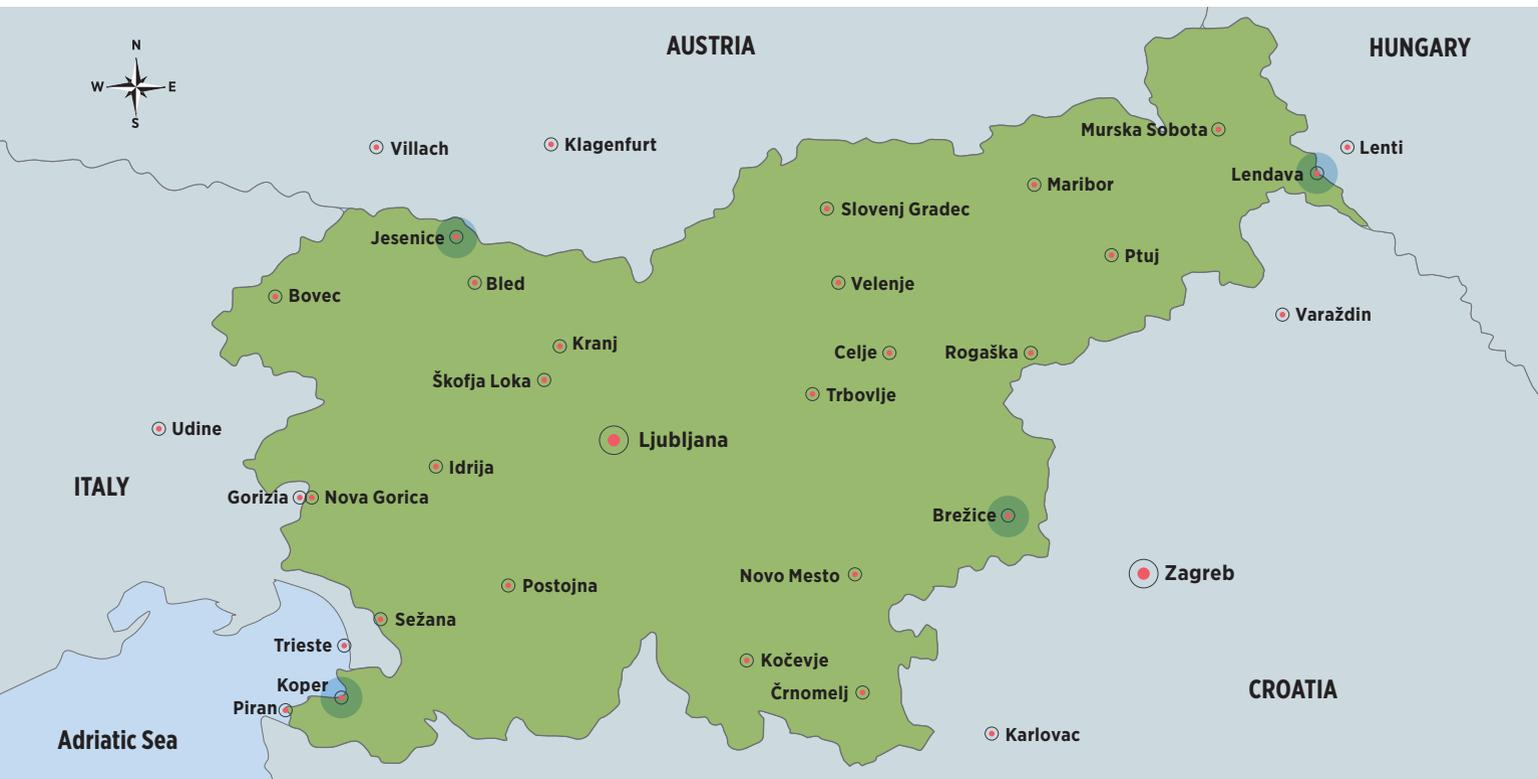 AUSTRIA
HUNGARY
N
W
E
S
Villach
Klagenfurt
Murska Sobota
Lenti
Lendava
Maribor
Slovenj Gradec
Jesenice
Ptuj
Bled
Velenje
Bovec
Varaždin
Kranj
Celje
Rogaška
Škofja Loka
Trbovlje
Udine
Ljubljana
Idrija
ITALY
Gorizia
Nova Gorica
Brežice
Zagreb
Novo Mesto
Postojna
Sežana
Trieste
Kočevje
Koper
CROATIA
Črnomelj
Piran
Karlovac
Adriatic Sea